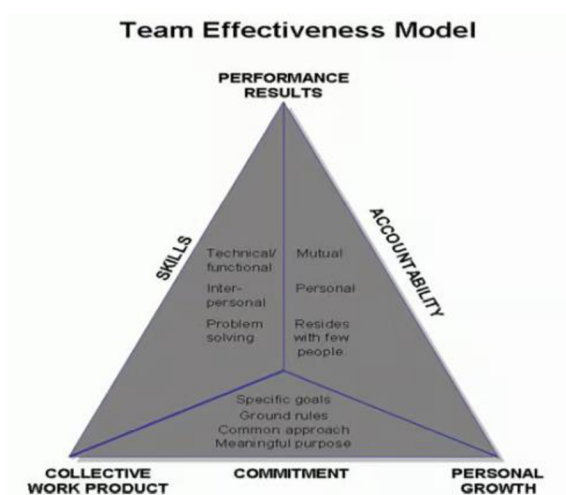 Team Effectiveness Model
PERFORMANCE
RESULTS
SKILLS
ACCOUNTABILITY
Technical/
functional
Inter-
personal
Problem
solving
Mutual
Personal
Resides
with few
people.
Specific goals
Ground rules
Common approach
Meaningful purpose
COLLECTIVE
WORK PRODUCT
COMMITMENT
PERSONAL
GROWTH